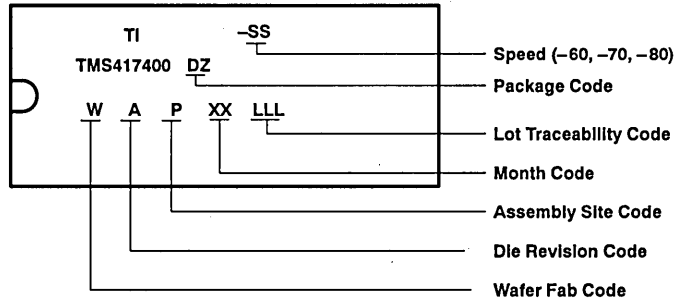 TI
-SS
TMS417400 DZ
W A P XX LLL
Speed (-60, -70, -80)
Package Code
Lot Traceability Code
Month Code
Assembly Site Code
Die Revision Code
Wafer Fab Code